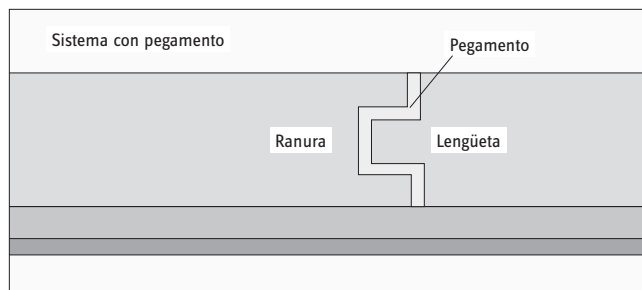 Sistema con pegamento
Pegamento
Ranura
Lengüeta